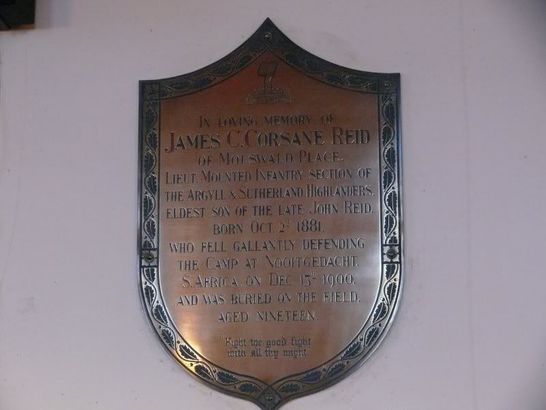 IN LOVING MEMORY OF
JAMES C. CORSANE REID
OF MOUSWALD PLACE.
LIEUT. MOUNTED INFANTRY SECTION OF
THE ARGYLL & SUTHERLAND HIGHLANDERS,
ELDEST SON OF THE LATE JOHN REID.
BORN OCT. 2ND 1881.
WHO FELL GALLANTLY DEFENDING
THE CAMP AT NOOITGEDACHT,
S. AFRICA ON DEC 13TH 1900.
AND WAS BURIED ON THE FIELD.
AGED NINETEEN.
"Fight the good fight
with all thy might.